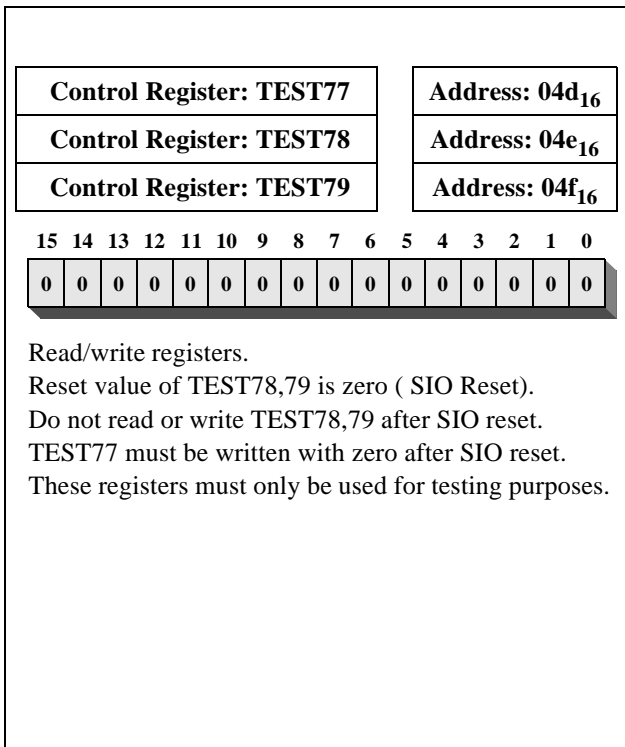 Control Register: TEST77 Address: 04d16
Control Register: TEST78 Address: 04e16
Control Register: TEST79 Address: 04f16
15 14 13 12 11 10 9 8 7 6 5 4 3 2 1 0
0 0 0 0 0 0 0 0 0 0 0 0 0 0 0 0
Read/write registers.
Reset value of TEST78,79 is zero ( SIO Reset).
Do not read or write TEST78,79 after SIO reset.
TEST77 must be written with zero after SIO reset.
These registers must only be used for testing purposes.